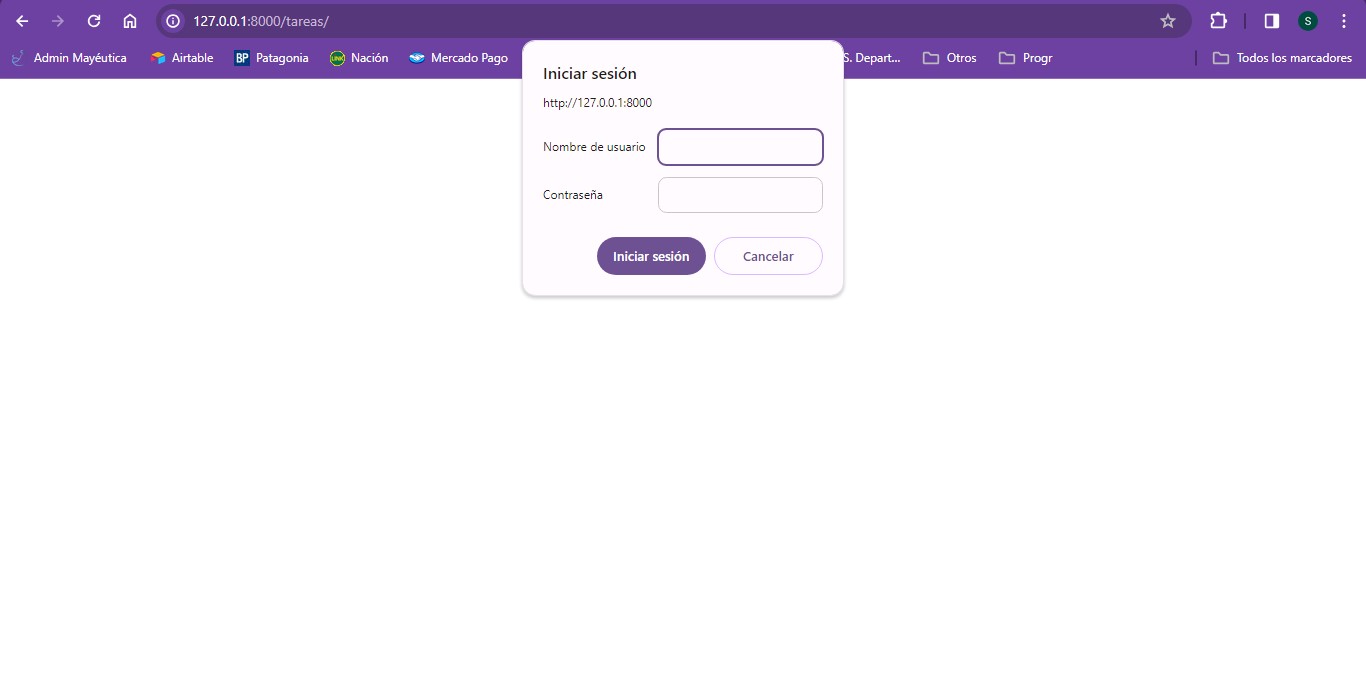 127.0.0.1:8000/tareas/
S
Admin Mayéutica BP Airtable Patagonia LINK Nación Mercado Pago S. Depart... Otros Progr Todos los marcadores
Iniciar sesión
http://127.0.0.1:8000
Nombre de usuario
Contraseña
Iniciar sesión Cancelar